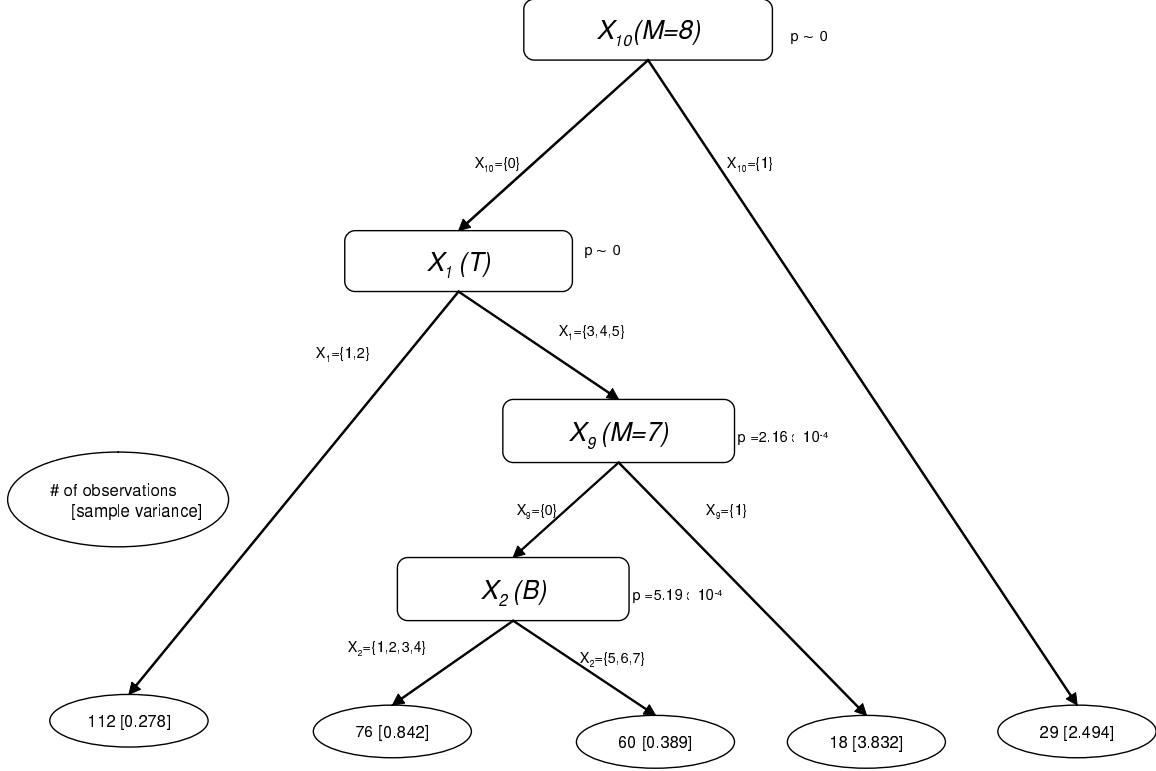 X10(M=8)
p ~ 0
X10={0}
X10={1}
X1 (T)
p ~ 0
X1={1,2}
X1={3,4,5}
X9 (M=7)
p =2.16 10-4
# of observations
[sample variance]
X9={0}
X9={1}
X2 (B)
p =5.19 10-4
X2={1,2,3,4}
X2={5,6,7}
112 [0.278]
76 [0.842]
60 [0.389]
18 [3.832]
29 [2.494]